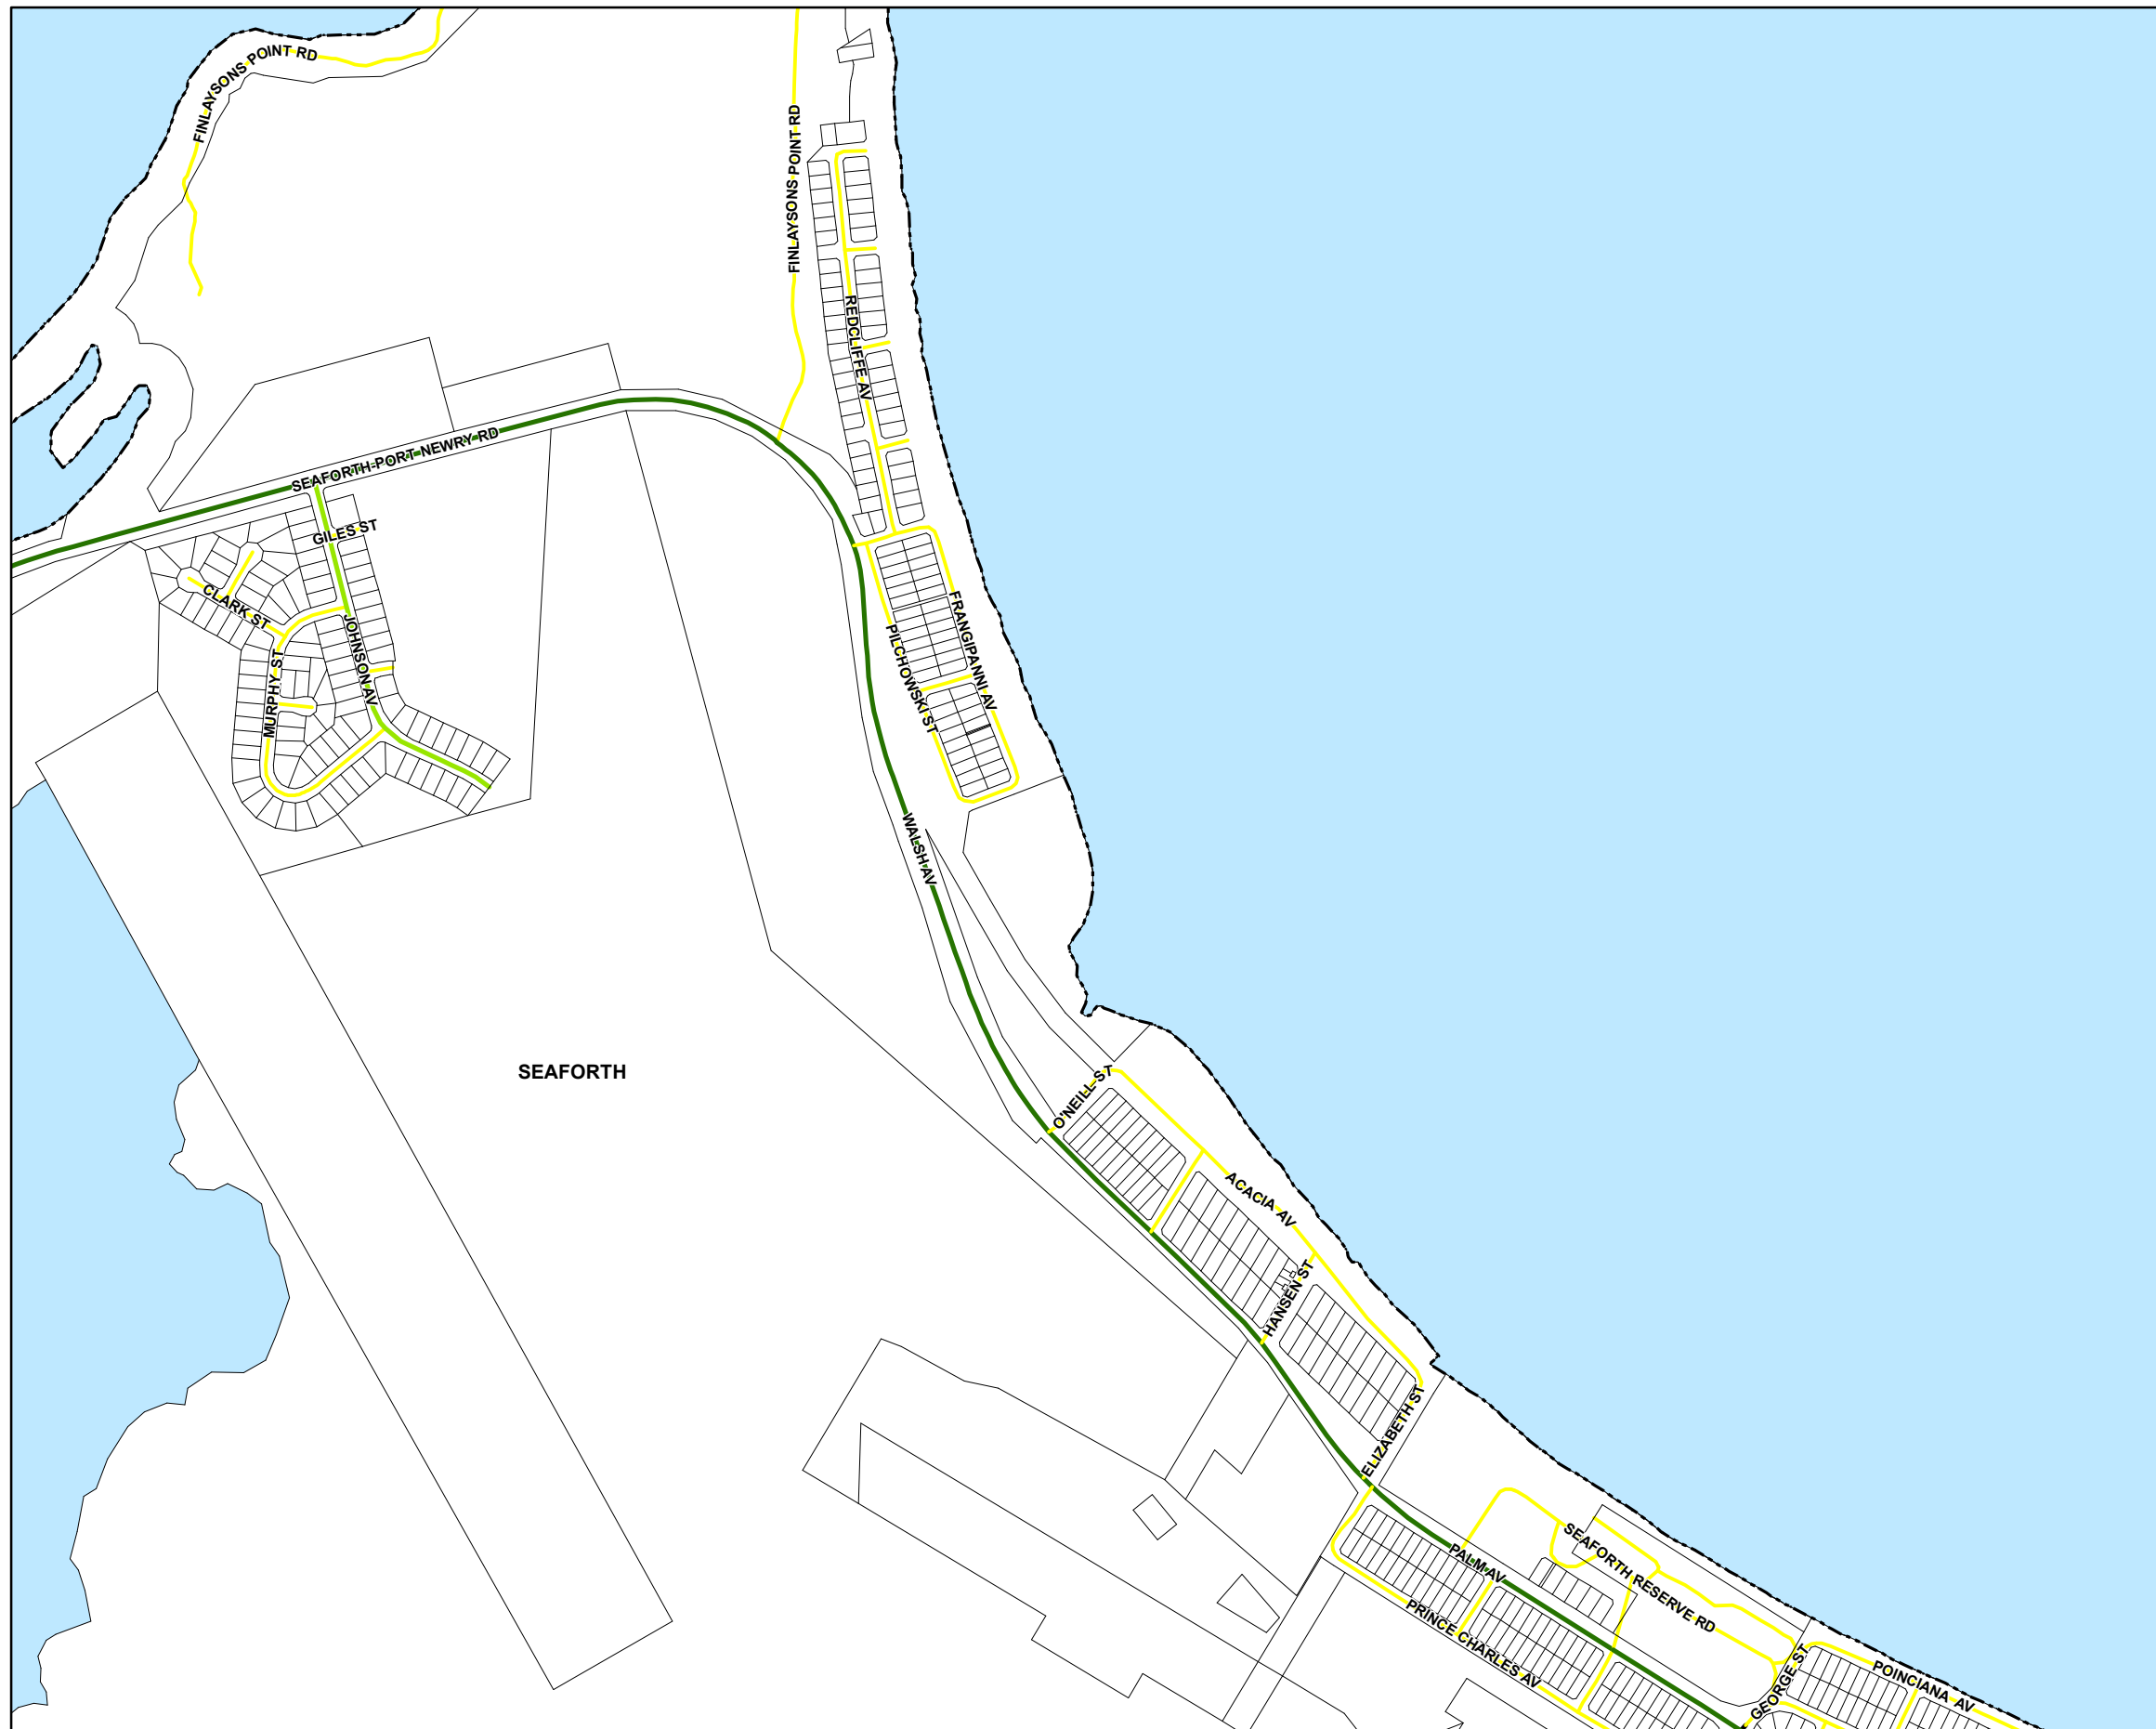 FINLAYSONS POINT RD
FINLAYSONS POINT RD
REDCLIFFE AV
SEAFORTH-PORT NEWRY RD
GILES ST
CLARK ST
JOHNSON AV
MURPHY ST
FRANGIPANNI AV
PILCHOWSKI ST
WALSH AV
SEAFORTH
O'NEILL ST
ACACIA AV
HANSEN ST
ELIZABETH ST
PALM AV
SEAFORTH RESERVE RD
PRINCE CHARLES AV
GEORGE ST
POINCIANA AV